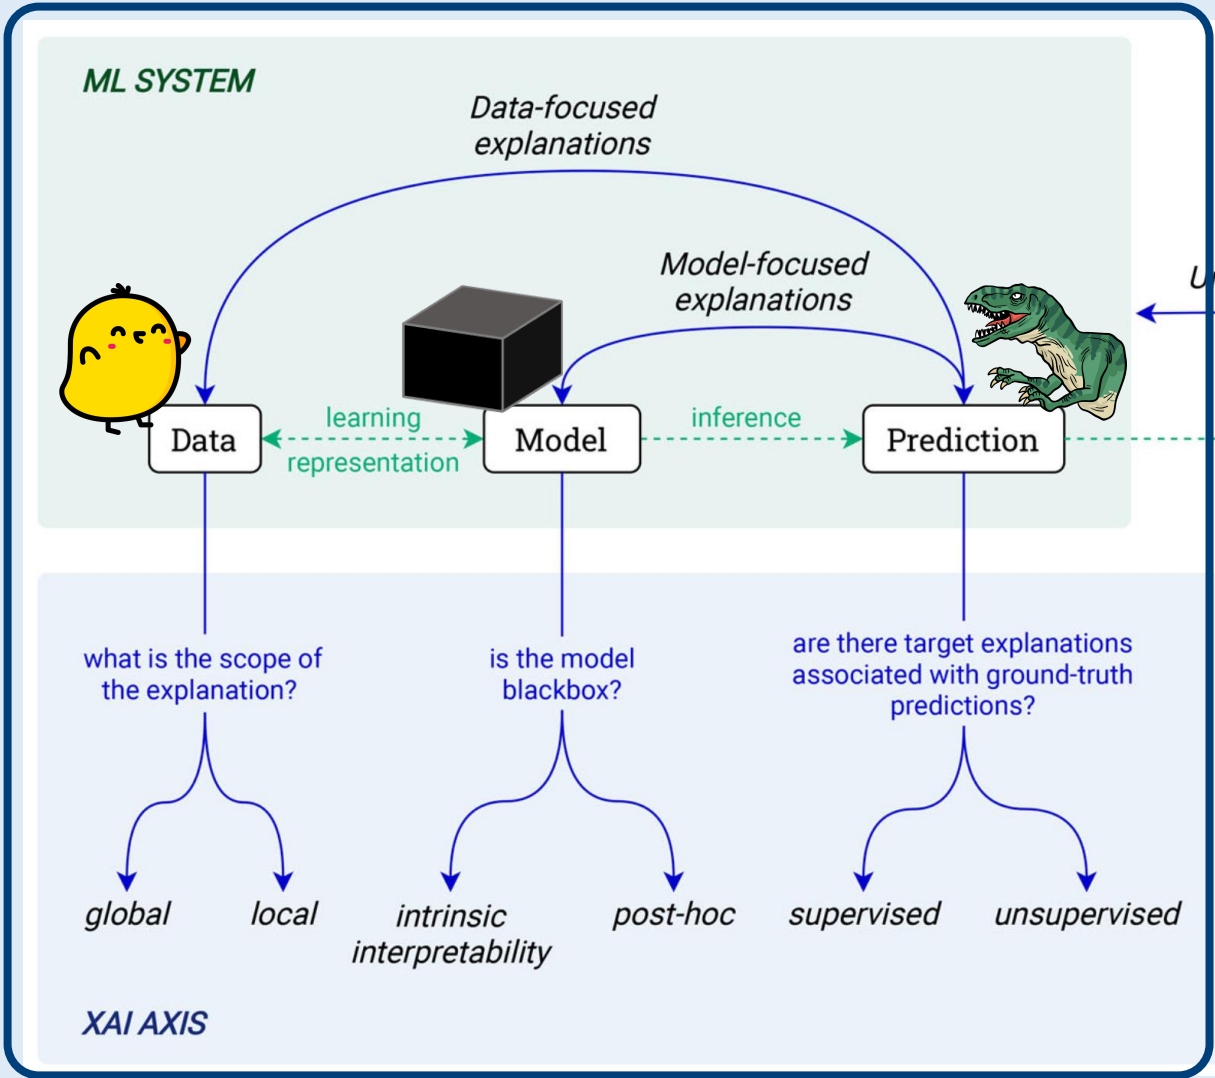 ML SYSTEM
Data-focused
explanations
Model-focused
explanations
Data
learning
representation
Model
inference
Prediction
what is the scope of
the explanation?
is the model
blackbox?
are there target explanations
associated with ground-truth
predictions?
global
local
intrinsic
interpretability
post-hoc
supervised
unsupervised
XAI AXIS